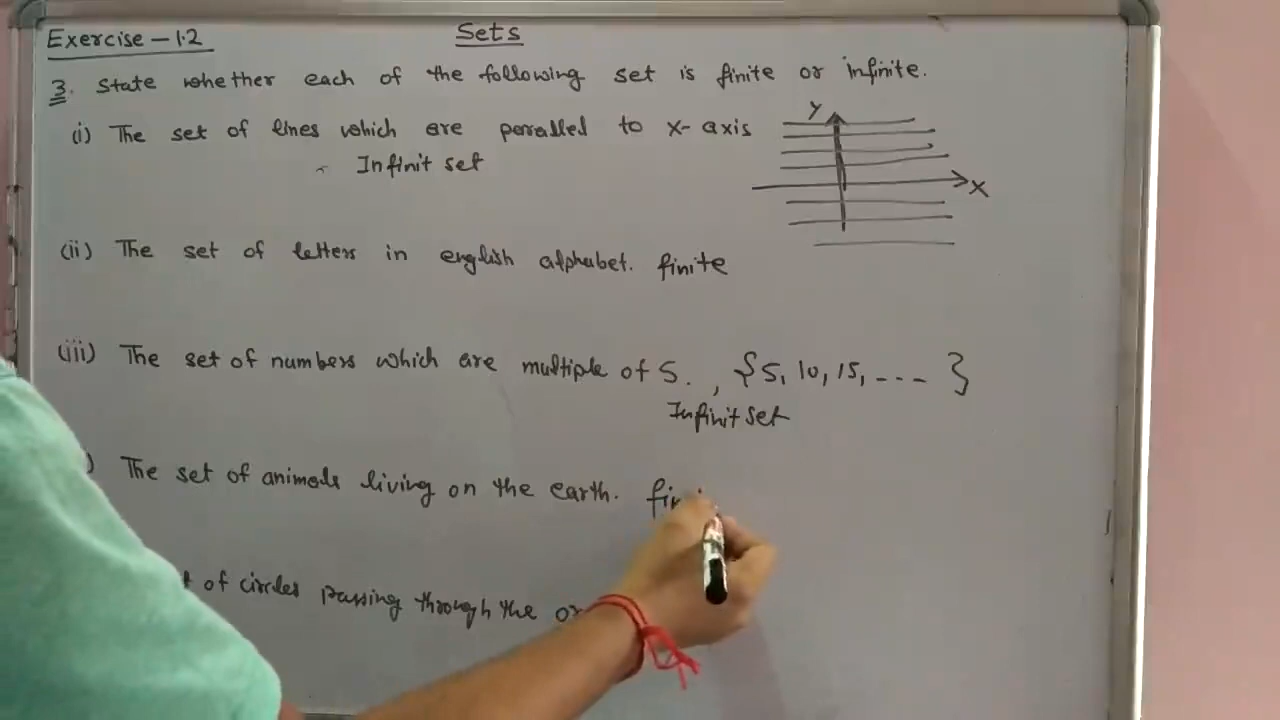 Exercise - 1.2
Sets
3. State whether each of the following set is finite or infinite.
(i) The set of lines which are parallel to x-axis
Infinit set
Y
X
(ii) The set of letters in english alphabet. finite
(iii) The set of numbers which are multiple of 5. , {5, 10, 15, --- }
Infinit set
) The set of animals living on the earth. fin
of circles passing through the